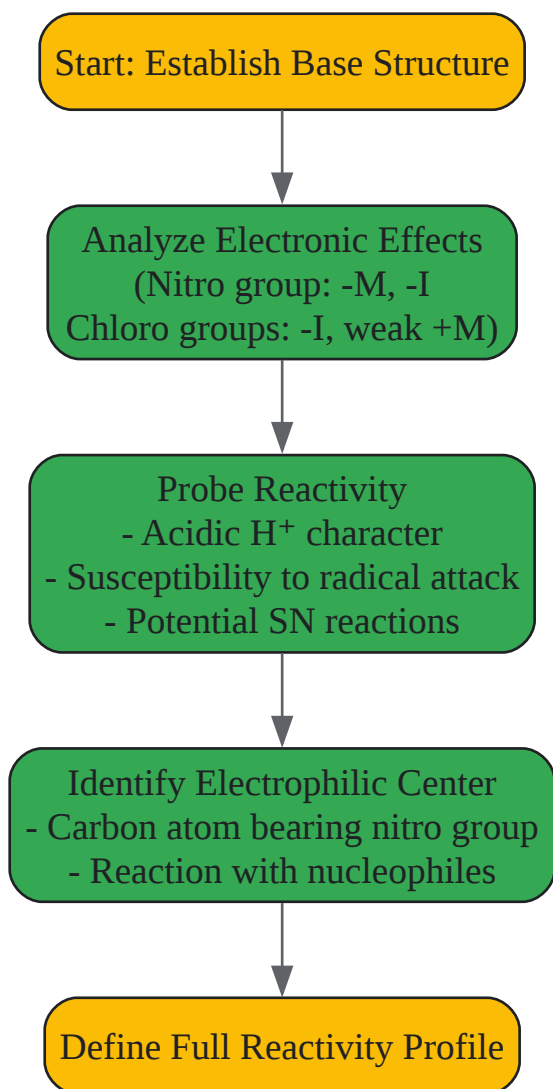 Start: Establish Base Structure
Analyze Electronic Effects
(Nitro group: -M, -I
Chloro groups: -I, weak +M)
Probe Reactivity
- Acidic H⁺ character
- Susceptibility to radical attack
- Potential SN reactions
Identify Electrophilic Center
- Carbon atom bearing nitro group
- Reaction with nucleophiles
Define Full Reactivity Profile